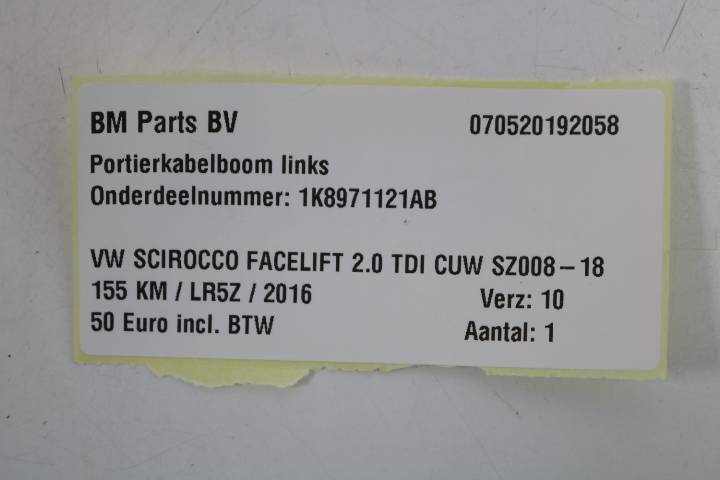 BM Parts BV 070520192058
Portierkabelboom links
Onderdeelnummer: 1K8971121AB
VW SCIROCCO FACELIFT 2.0 TDI CUW SZ008-18
155 KM / LR5Z / 2016 Verz: 10
50 Euro incl. BTW Aantal: 1